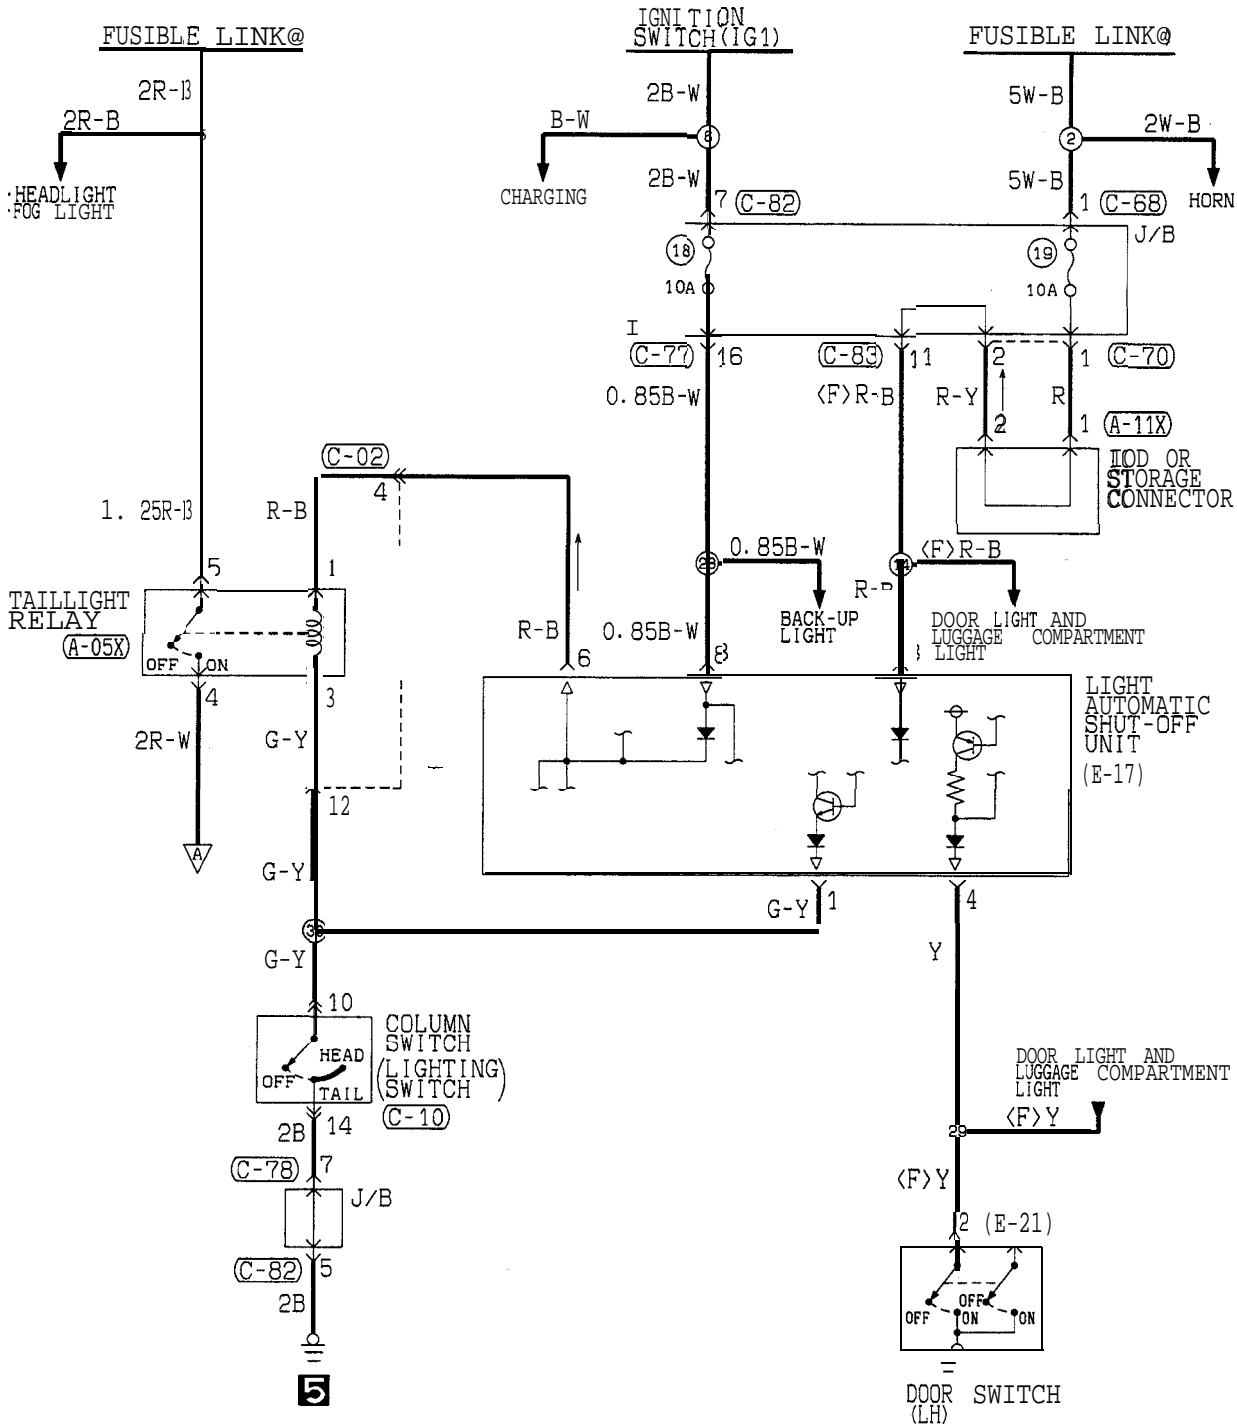 FUSIBLE LINK@
IGNITION
SWITCH(IG1)
FUSIBLE LINK@
2R-B
2B-W
5W-B
2R-B
B-W
8
2
2W-B
·HEADLIGHT
·FOG LIGHT
CHARGING
2B-W
5W-B
HORN
7
C-82
1
C-68
J/B
18
19
10A
10A
I
C-77
16
C-83
11
2
1
C-70
0.85B-W
<F>R-B
R-Y
R
2
1
A-11X
IOD OR
STORAGE
CONNECTOR
C-02
4
1.25R-B
R-B
5
1
0.85B-W
<F>R-B
14
BACK-UP
LIGHT
DOOR LIGHT AND
LUGGAGE COMPARTMENT
LIGHT
TAILLIGHT
RELAY
A-05X
OFF
ON
R-B
6
0.85B-W
8
4
3
2R-W
G-Y
LIGHT
AUTOMATIC
SHUT-OFF
UNIT
(E-17)
12
A
G-Y
G-Y
1
4
Y
G-Y
10
COLUMN
SWITCH
(LIGHTING)
SWITCH
HEAD
OFF
TAIL
C-10
14
2B
C-78
7
J/B
C-82
5
2B
5
DOOR LIGHT AND
LUGGAGE COMPARTMENT
LIGHT
<F>Y
29
<F>Y
2
(E-21)
OFF
ON
OFF
ON
DOOR SWITCH
(LH)